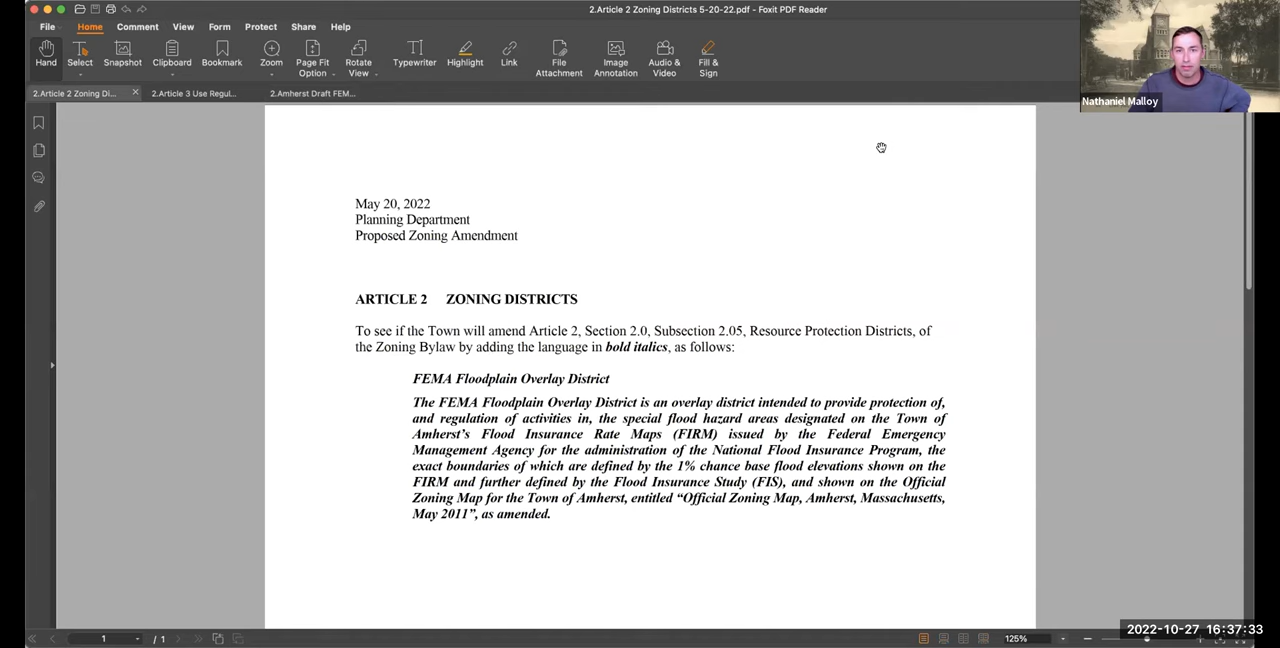 2.Article 2 Zoning Districts 5-20-22.pdf - Foxit PDF Reader
File Home Comment View Form Protect Share Help
Hand Select Snapshot Clipboard Bookmark Zoom Page Fit Option Rotate View Typewriter Highlight Link File Attachment Image Annotation Audio & Video Fill & Sign
Nathaniel Malloy
2.Article 2 Zoning Di... 2.Article 3 Use Regul... 2.Amherst Draft FEM...
May 20, 2022
Planning Department
Proposed Zoning Amendment
ARTICLE 2 ZONING DISTRICTS
To see if the Town will amend Article 2, Section 2.0, Subsection 2.05, Resource Protection Districts, of
the Zoning Bylaw by adding the language in bold italics, as follows:
FEMA Floodplain Overlay District
The FEMA Floodplain Overlay District is an overlay district intended to provide protection of,
and regulation of activities in, the special flood hazard areas designated on the Town of
Amherst's Flood Insurance Rate Maps (FIRM) issued by the Federal Emergency
Management Agency for the administration of the National Flood Insurance Program, the
exact boundaries of which are defined by the 1% chance base flood elevations shown on the
FIRM and further defined by the Flood Insurance Study (FIS), and shown on the Official
Zoning Map for the Town of Amherst, entitled “Official Zoning Map, Amherst, Massachusetts,
May 2011”, as amended.
1 / 1 125%
2022-10-27 16:37:33